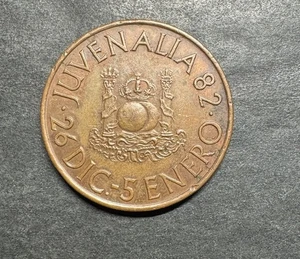 JUVENALIA 82
· 26 DIC.-5 ENERO ·